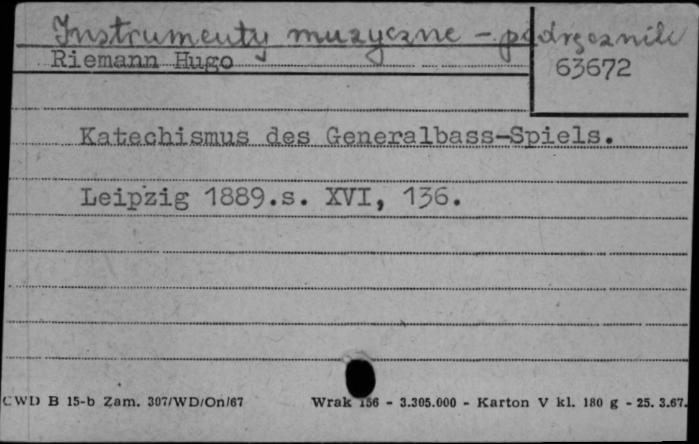 Instrumenty muzyczne - podręczniki
Riemann Hugo
63672
Katechismus des Generalbass-Spiels.
Leipzig 1889.s. XVI, 136.
CWD B 15-b Zam. 307/WD/On/67 Wrak 156 - 3.305.000 - Karton V kl. 180 g - 25. 3.67.